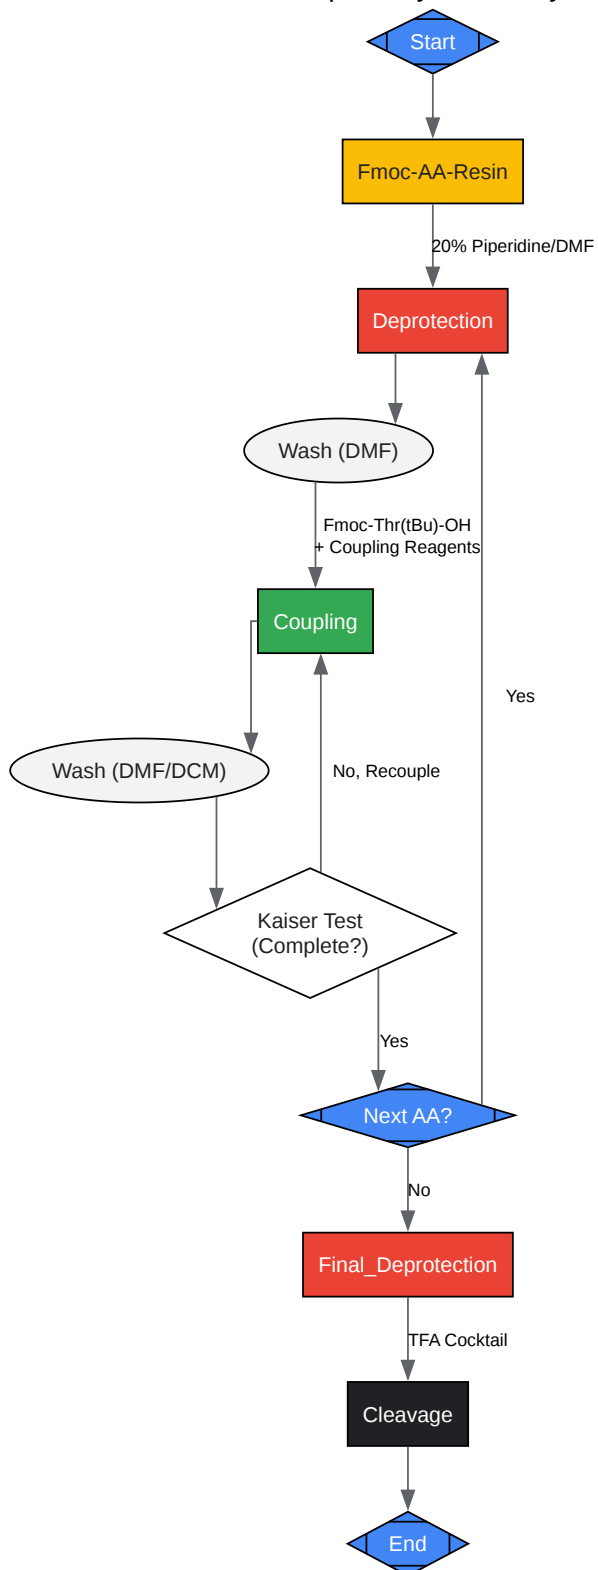 Start
Fmoc-AA-Resin
20% Piperidine/DMF
Deprotection
Wash (DMF)
Fmoc-Thr(tBu)-OH
+ Coupling Reagents
Coupling
Yes
Wash (DMF/DCM)
No, Recouple
Kaiser Test
(Complete?)
Yes
Next AA?
No
Final_Deprotection
TFA Cocktail
Cleavage
End